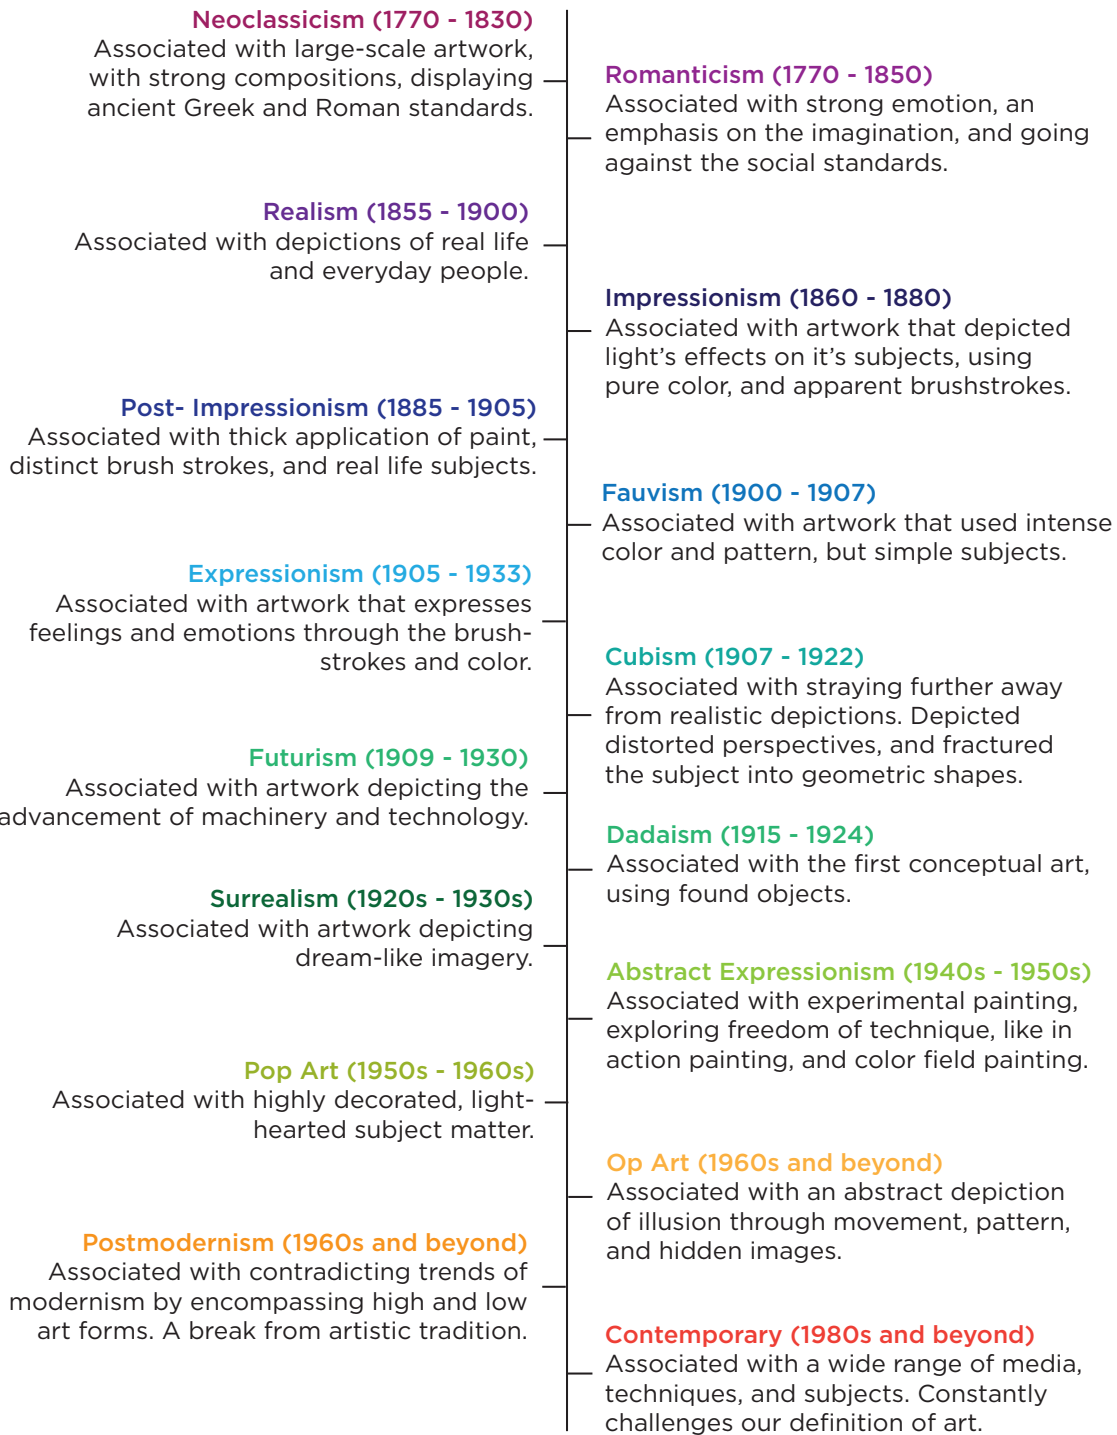 Neoclassicism (1770 - 1830)
Associated with large-scale artwork,
with strong compositions, displaying
ancient Greek and Roman standards.
Romanticism (1770 - 1850)
Associated with strong emotion, an
emphasis on the imagination, and going
against the social standards.
Realism (1855 - 1900)
Associated with depictions of real life
and everyday people.
Impressionism (1860 - 1880)
Associated with artwork that depicted
light’s effects on it’s subjects, using
pure color, and apparent brushstrokes.
Post- Impressionism (1885 - 1905)
Associated with thick application of paint,
distinct brush strokes, and real life subjects.
Fauvism (1900 - 1907)
Associated with artwork that used intense
color and pattern, but simple subjects.
Expressionism (1905 - 1933)
Associated with artwork that expresses
feelings and emotions through the brush-
strokes and color.
Cubism (1907 - 1922)
Associated with straying further away
from realistic depictions. Depicted
distorted perspectives, and fractured
the subject into geometric shapes.
Futurism (1909 - 1930)
Associated with artwork depicting the
advancement of machinery and technology.
Dadaism (1915 - 1924)
Associated with the first conceptual art,
using found objects.
Surrealism (1920s - 1930s)
Associated with artwork depicting
dream-like imagery.
Abstract Expressionism (1940s - 1950s)
Associated with experimental painting,
exploring freedom of technique, like in
action painting, and color field painting.
Pop Art (1950s - 1960s)
Associated with highly decorated, light-
hearted subject matter.
Op Art (1960s and beyond)
Associated with an abstract depiction
of illusion through movement, pattern,
and hidden images.
Postmodernism (1960s and beyond)
Associated with contradicting trends of
modernism by encompassing high and low
art forms. A break from artistic tradition.
Contemporary (1980s and beyond)
Associated with a wide range of media,
techniques, and subjects. Constantly
challenges our definition of art.